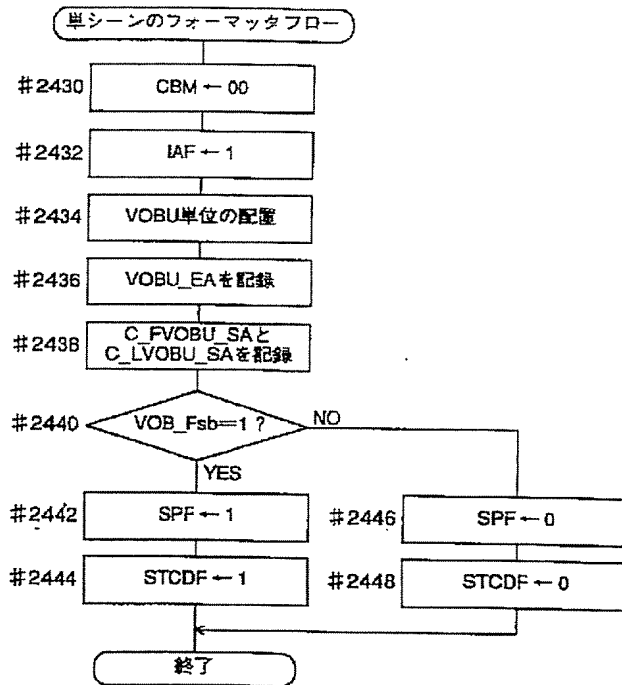 単シーンのフォーマッタフロー
#2430
CBM ← 00
#2432
IAF ← 1
#2434
VOBU単位の配置
#2436
VOBU_EAを記録
#2438
C_FVOBU_SAと
C_LVOBU_SAを記録
#2440
VOB_Fsb=1 ?
NO
YES
#2442
SPF ← 1
#2446
SPF ← 0
#2444
STCDF ← 1
#2448
STCDF ← 0
終了